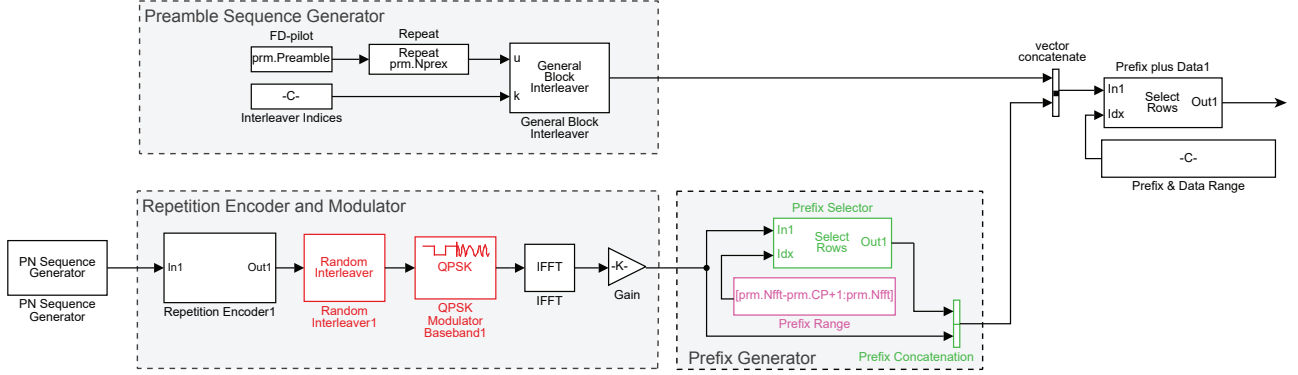 Preamble Sequence Generator
FD-pilot
prm.Preamble
Repeat
Repeat
prm.Nprex
-C-
Interleaver Indices
u
k
General
Block
Interleaver
General Block
Interleaver
vector
concatenate
Prefix plus Data1
In1
Idx
Select
Rows
Out1
-C-
Prefix & Data Range
PN Sequence
Generator
PN Sequence
Generator
Repetition Encoder and Modulator
In1
Out1
Repetition Encoder1
Random
Interleaver
Random
Interleaver1
QPSK
QPSK
Modulator
Baseband1
IFFT
IFFT
-K-
Gain
Prefix Selector
In1
Idx
Select
Rows
Out1
[prm.Nfft-prm.CP+1:prm.Nfft]
Prefix Range
Prefix Concatenation
Prefix Generator